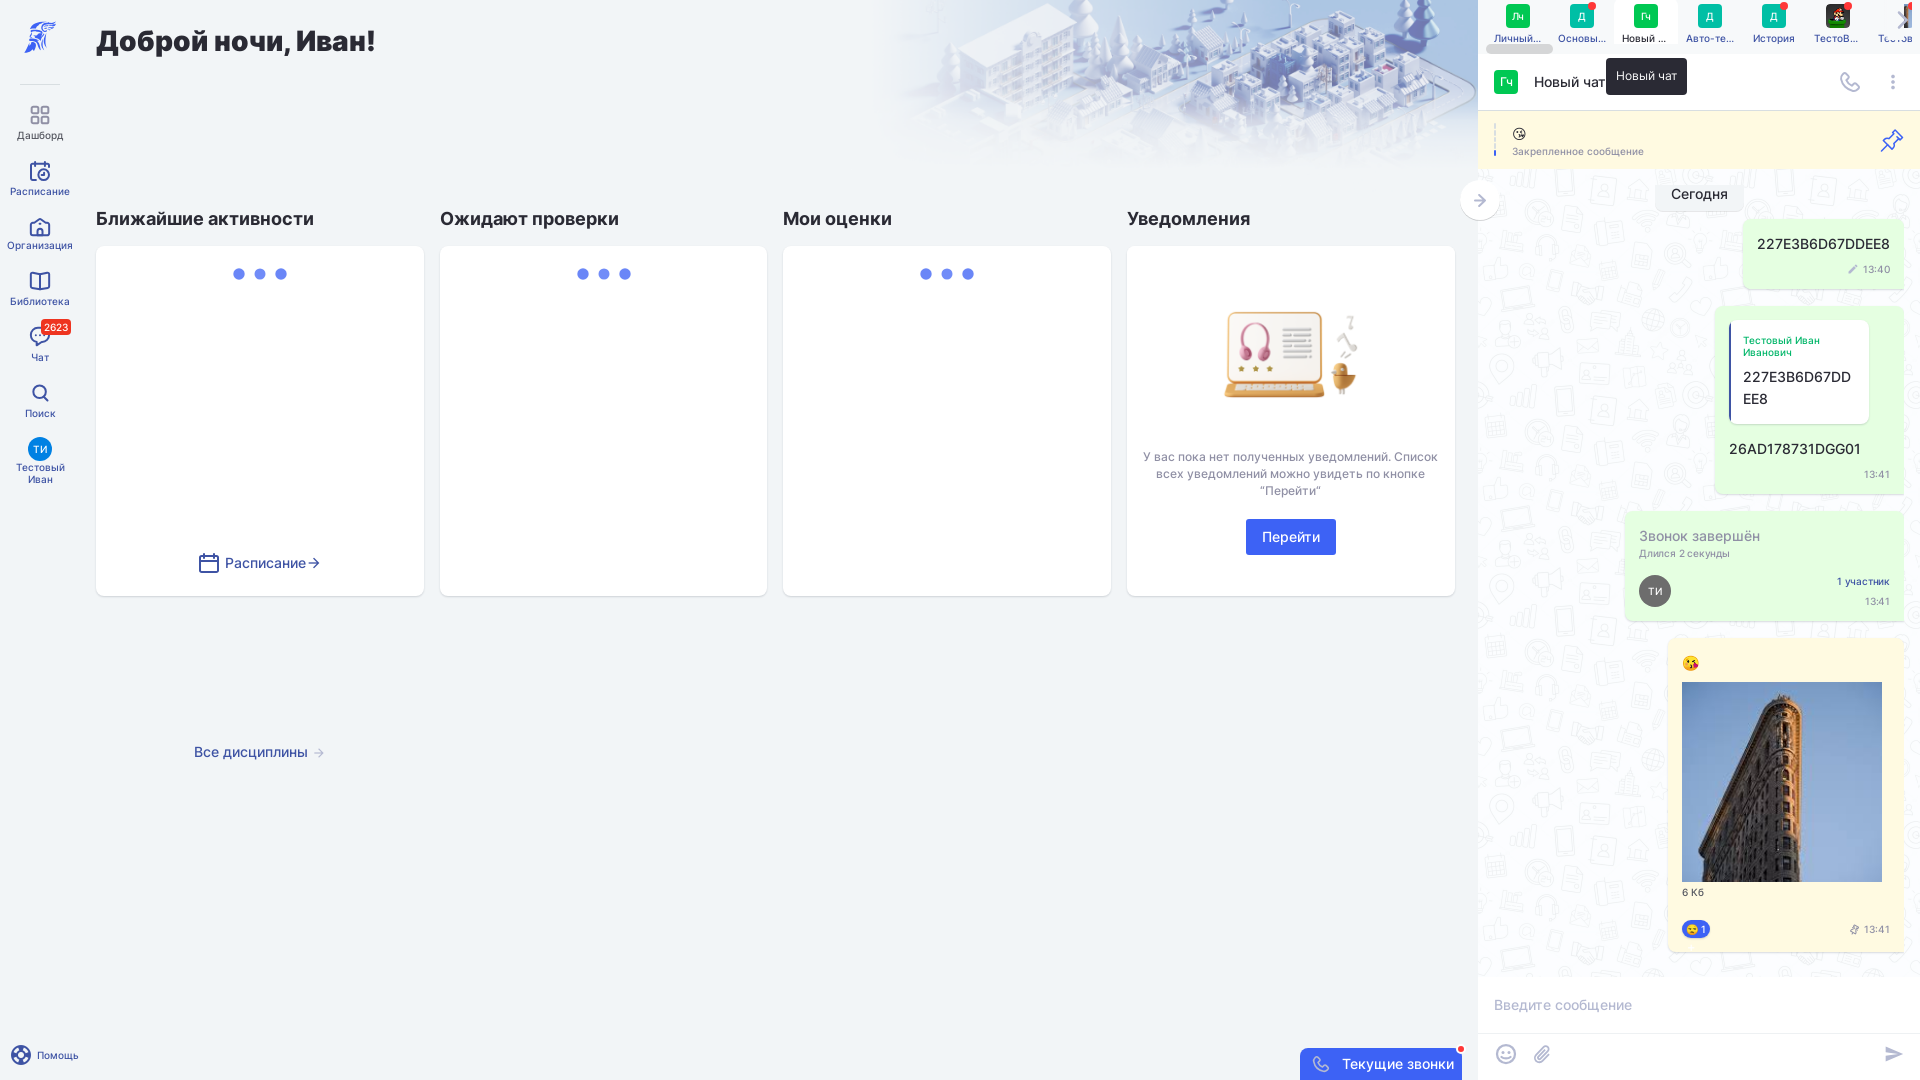 Дашборд
Расписание
Организация
Библиотека
2623
Чат
Поиск
ТИ
Тестовый
Иван
Помощь
Доброй ночи, Иван!
Ближайшие активности
Расписание
Ожидают проверки
Мои оценки
Уведомления
У вас пока нет полученных уведомлений. Список
всех уведомлений можно увидеть по кнопке
“Перейти”
Перейти
Все дисциплины
Текущие звонки
Лч
Личный...
Д
Основы...
Гч
Новый ...
Д
Авто-те...
Д
История
ТестоВ...
Гч
Новый чат
Новый чат
Закрепленное сообщение
Сегодня
227E3B6D67DDEE8
13:40
Тестовый Иван
Иванович
227E3B6D67DD
EE8
26AD178731DGG01
13:41
Звонок завершён
Длился 2 секунды
ТИ
1 участник
13:41
6 Кб
1
13:41
Введите сообщение